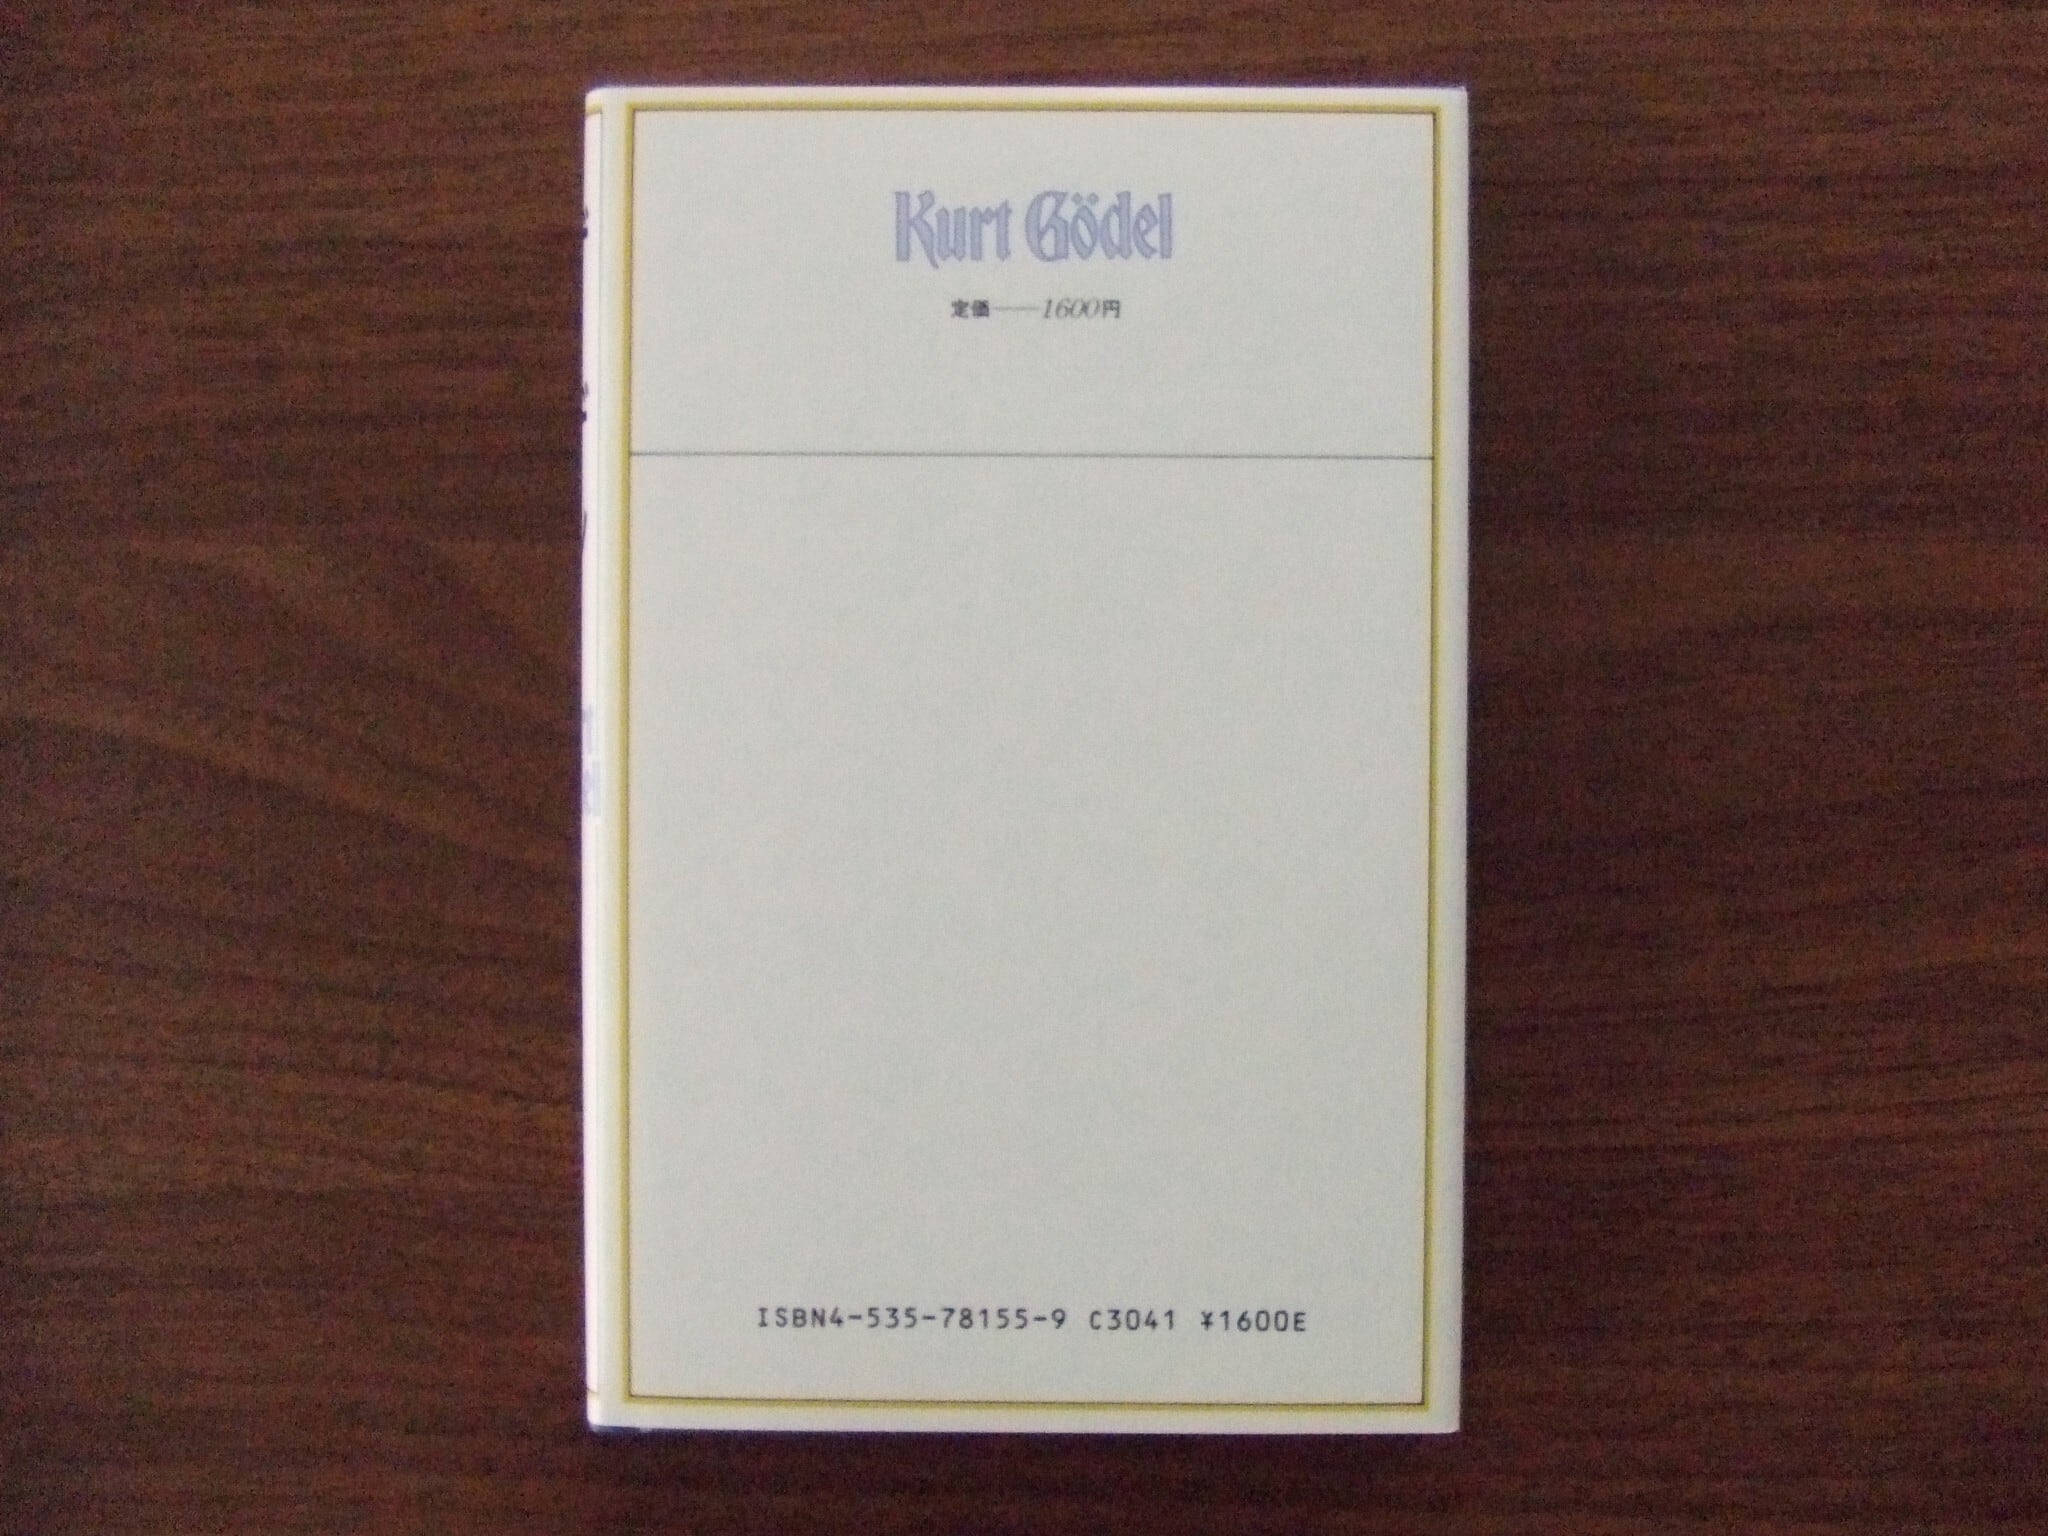 Kurt Gödel
定価——1600円
ISBN4-535-78155-9 C3041 ¥1600E